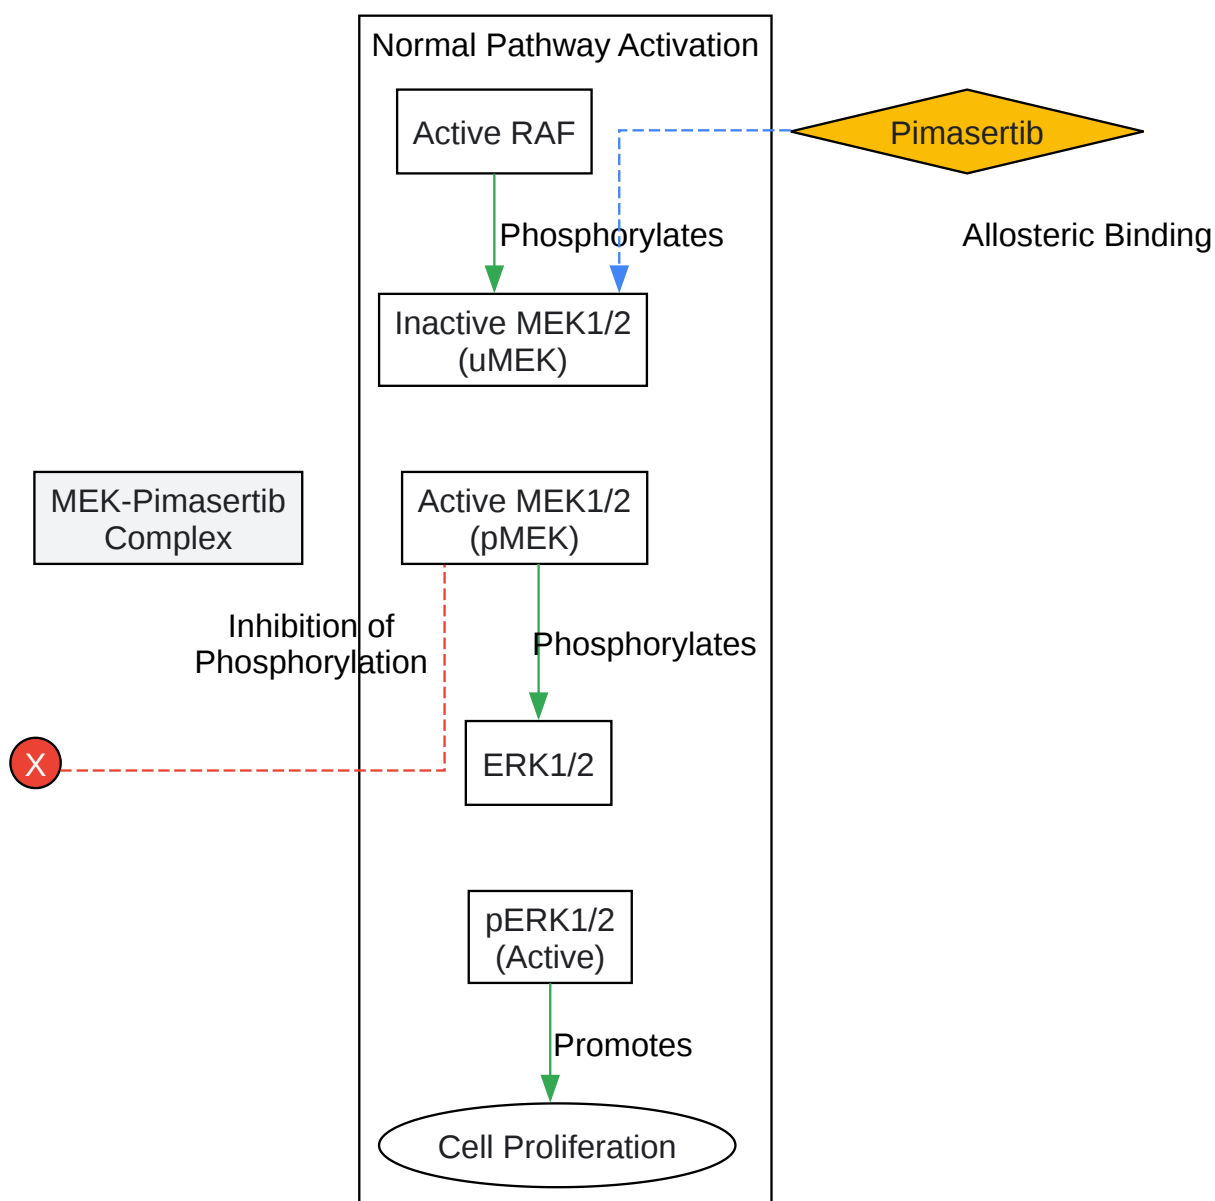 Normal Pathway Activation
Active RAF
Pimasertib
Phosphorylates
Allosteric Binding
Inactive MEK1/2
(uMEK)
MEK-Pimasertib
Complex
Active MEK1/2
(pMEK)
Inhibition of
Phosphorylation
Phosphorylates
X
ERK1/2
pERK1/2
(Active)
Promotes
Cell Proliferation